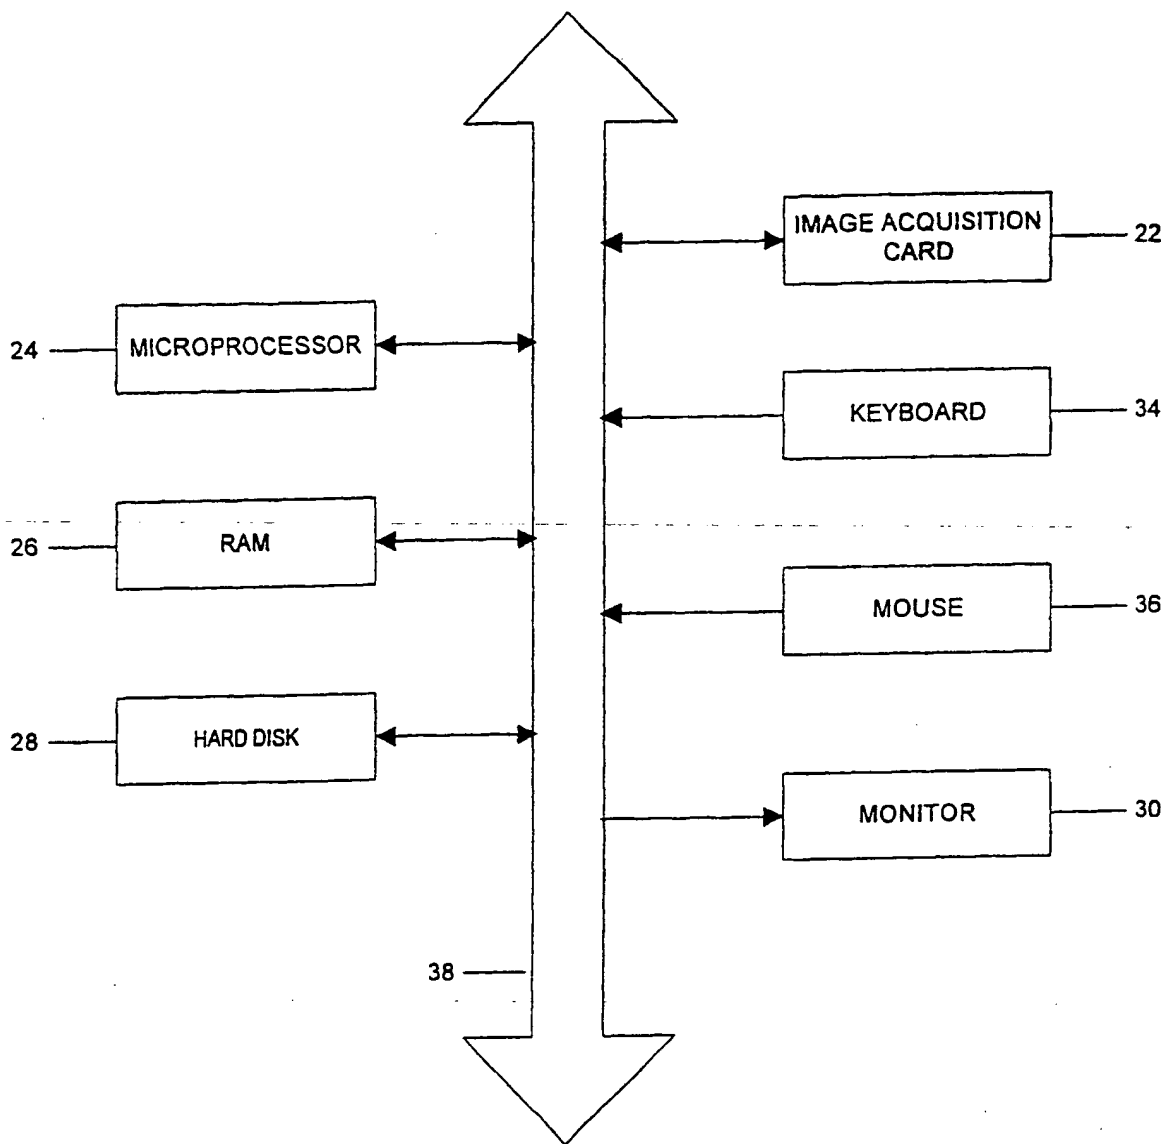 IMAGE ACQUISITION
CARD
22
24
MICROPROCESSOR
KEYBOARD
34
26
RAM
MOUSE
36
28
HARD DISK
MONITOR
30
38